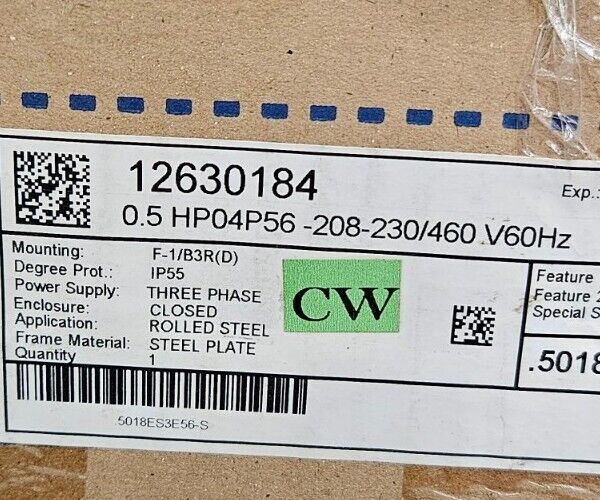 12630184
Exp.:
0.5 HP04P56 -208-230/460 V60Hz
Mounting: F-1/B3R(D)
Degree Prot.: IP55
Power Supply: THREE PHASE
Enclosure: CLOSED
Application: ROLLED STEEL
Frame Material: STEEL PLATE
Quantity 1
CW
Feature
Feature 2
Special S
.5018
5018ES3E56-S